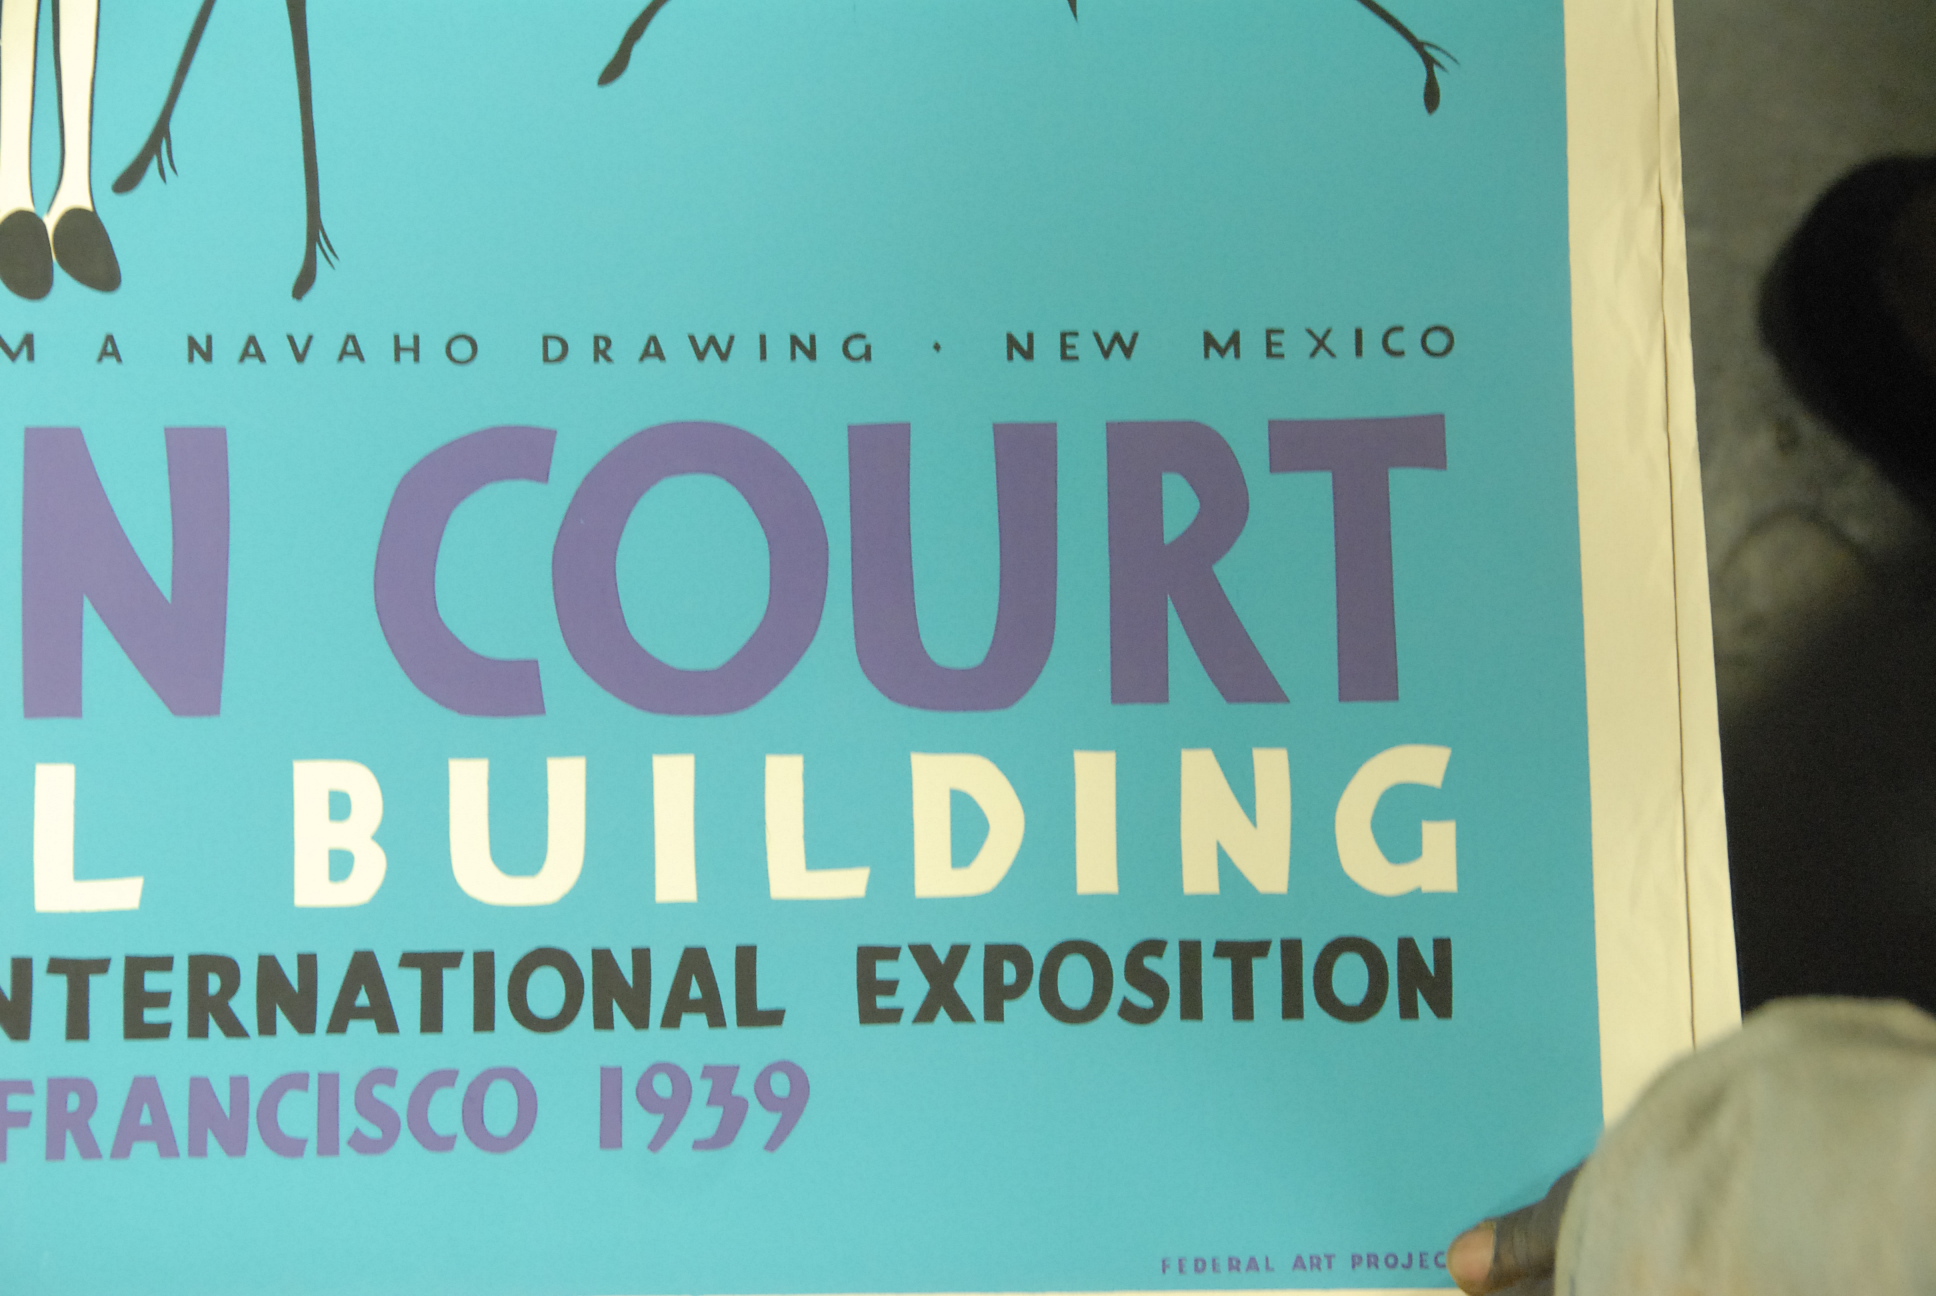 M A NAVAHO DRAWING · NEW MEXICO
N COURT
L BUILDING
NTERNATIONAL EXPOSITION
FRANCISCO 1939
FEDERAL ART PROJEC